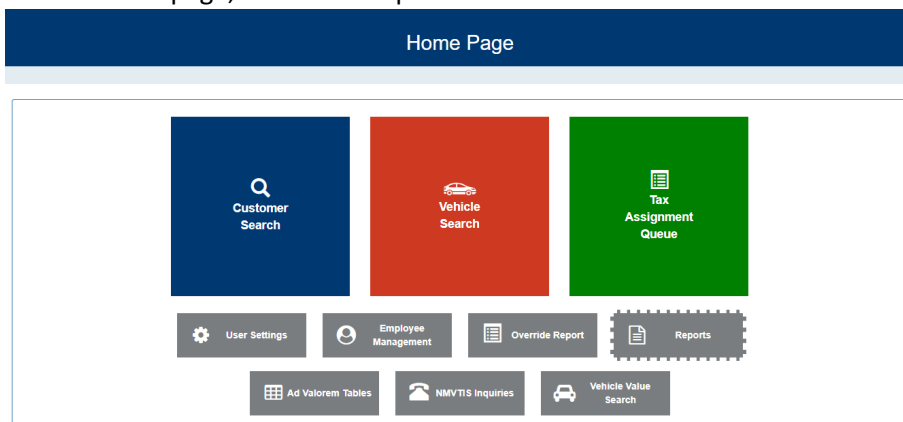 Home Page
Customer
Search
Vehicle
Search
Tax
Assignment
Queue
User Settings
Employee
Management
Override Report
Reports
Ad Valorem Tables
NMVTIS Inquiries
Vehicle Value
Search